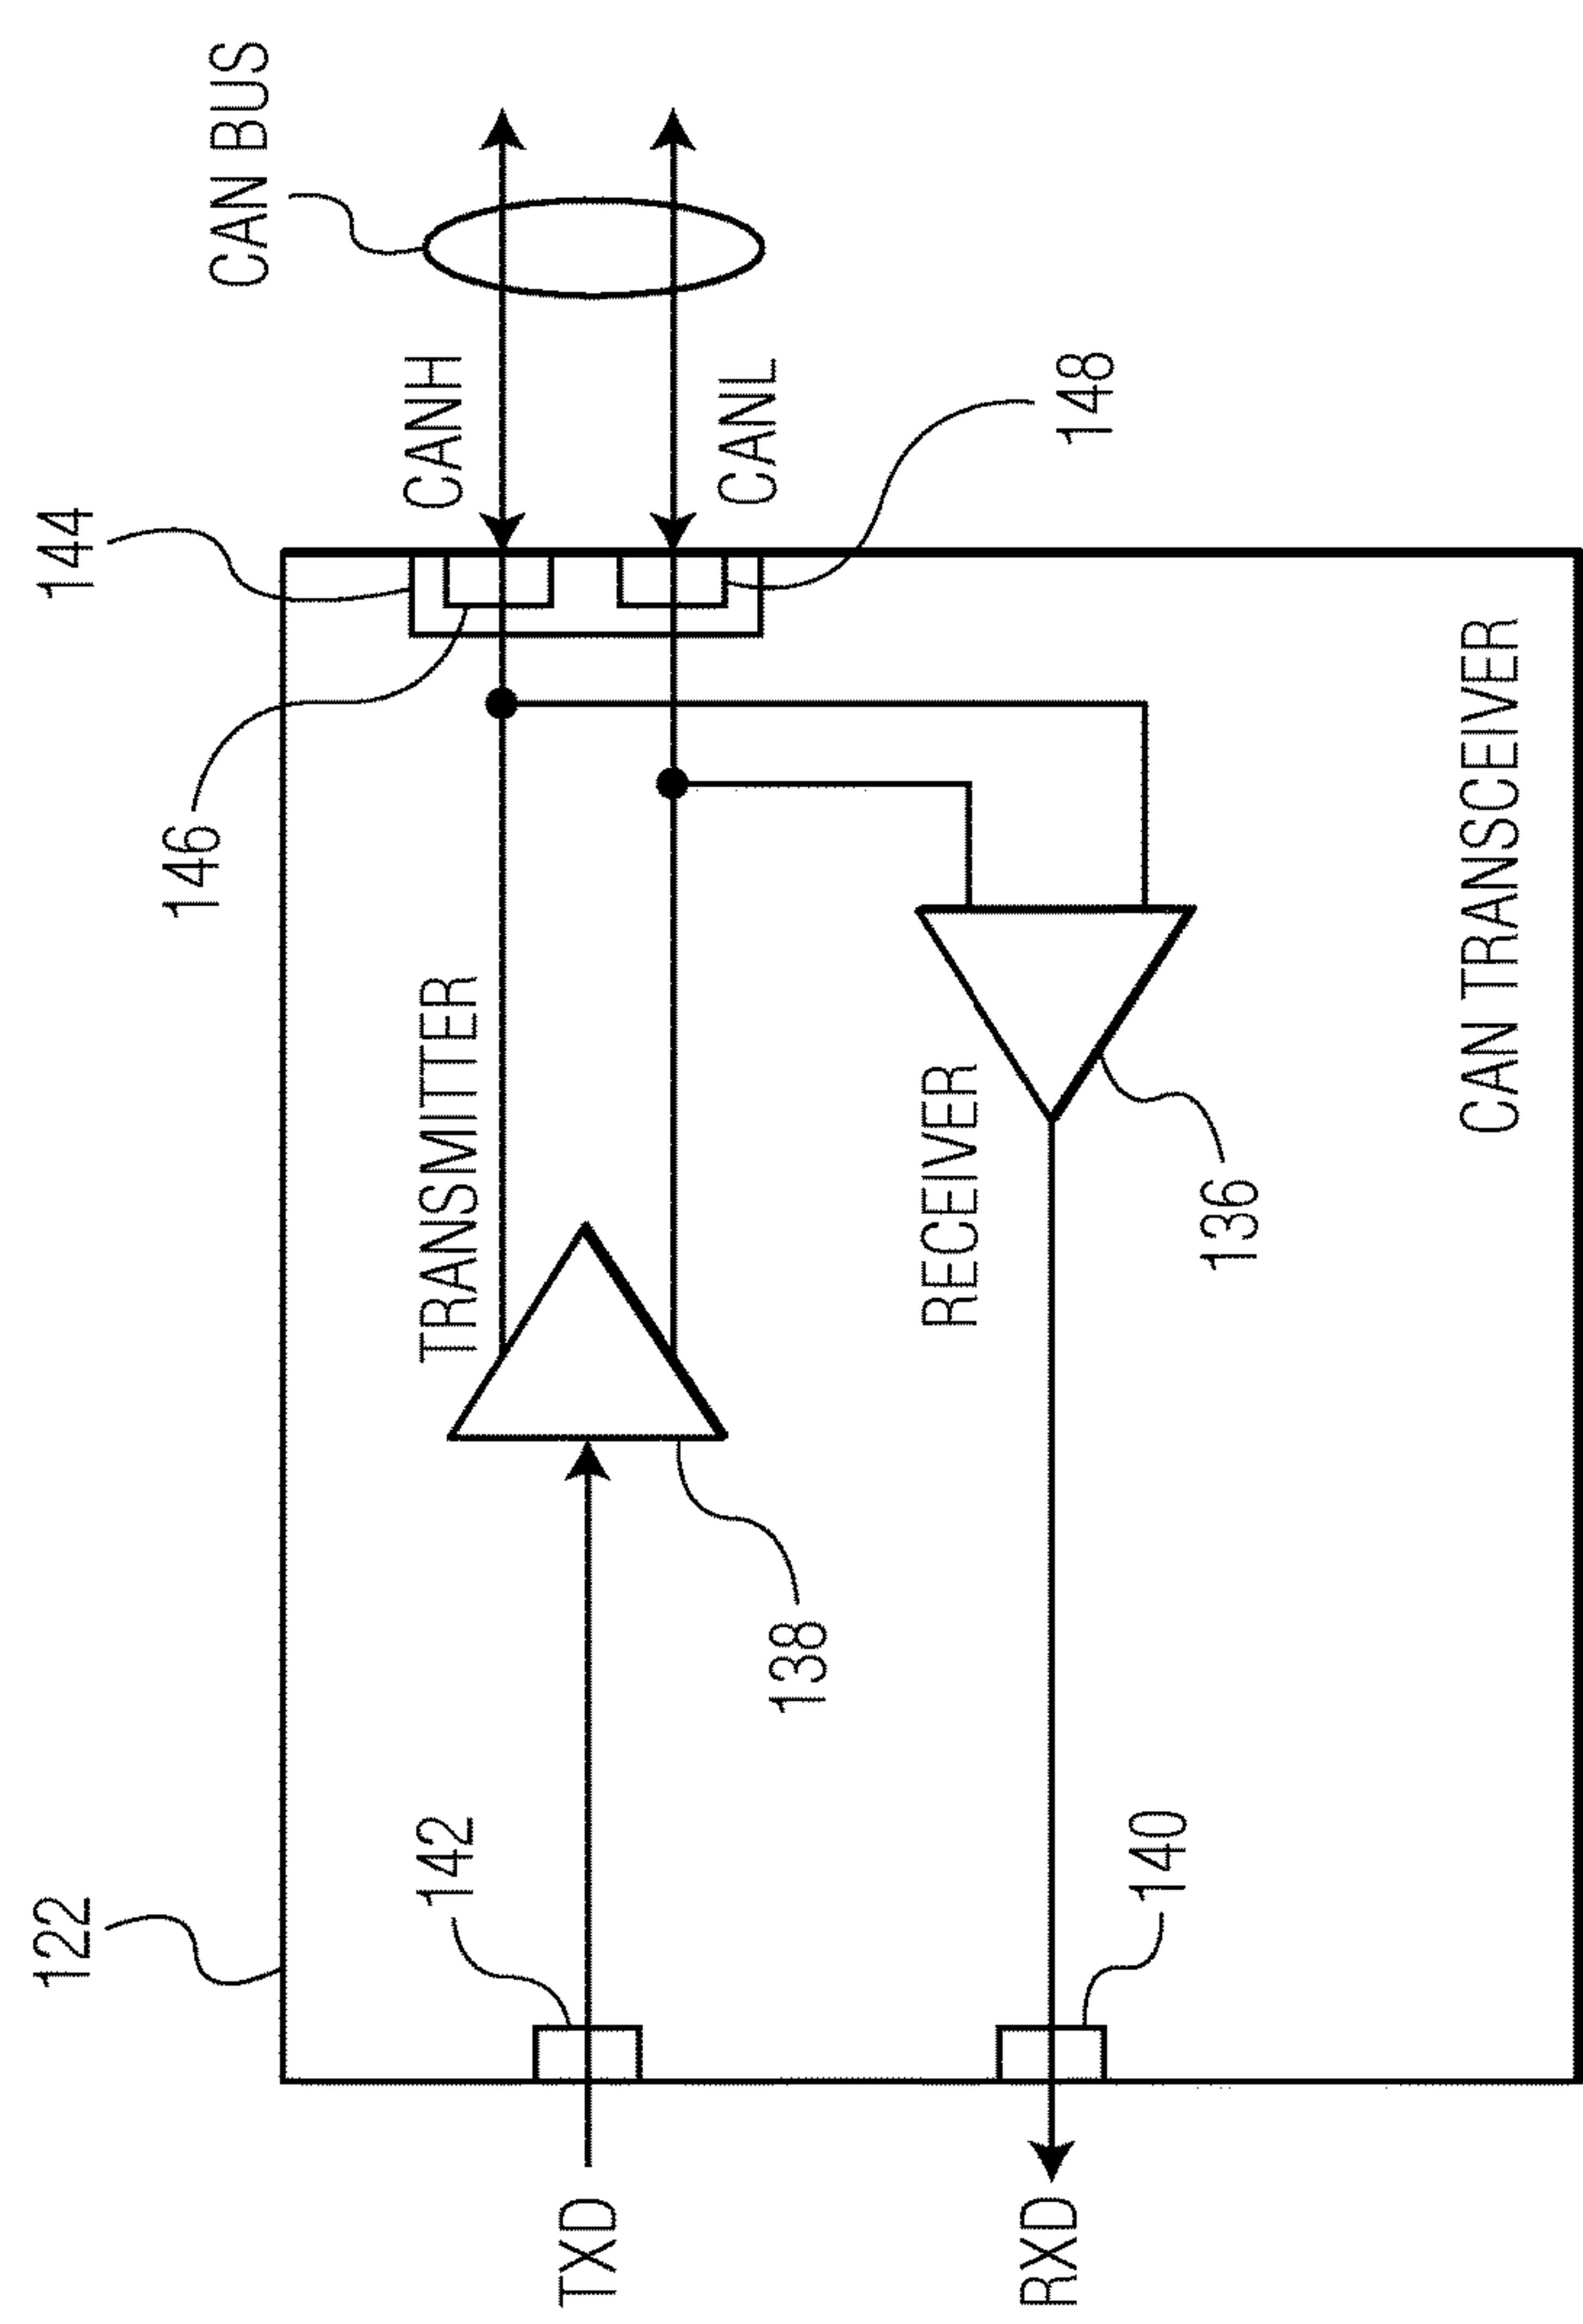 122
144
CAN BUS
146
142
TRANSMITTER
CANH
TXD
138
CANL
RECEIVER
148
RXD
140
136
CAN TRANSCEIVER